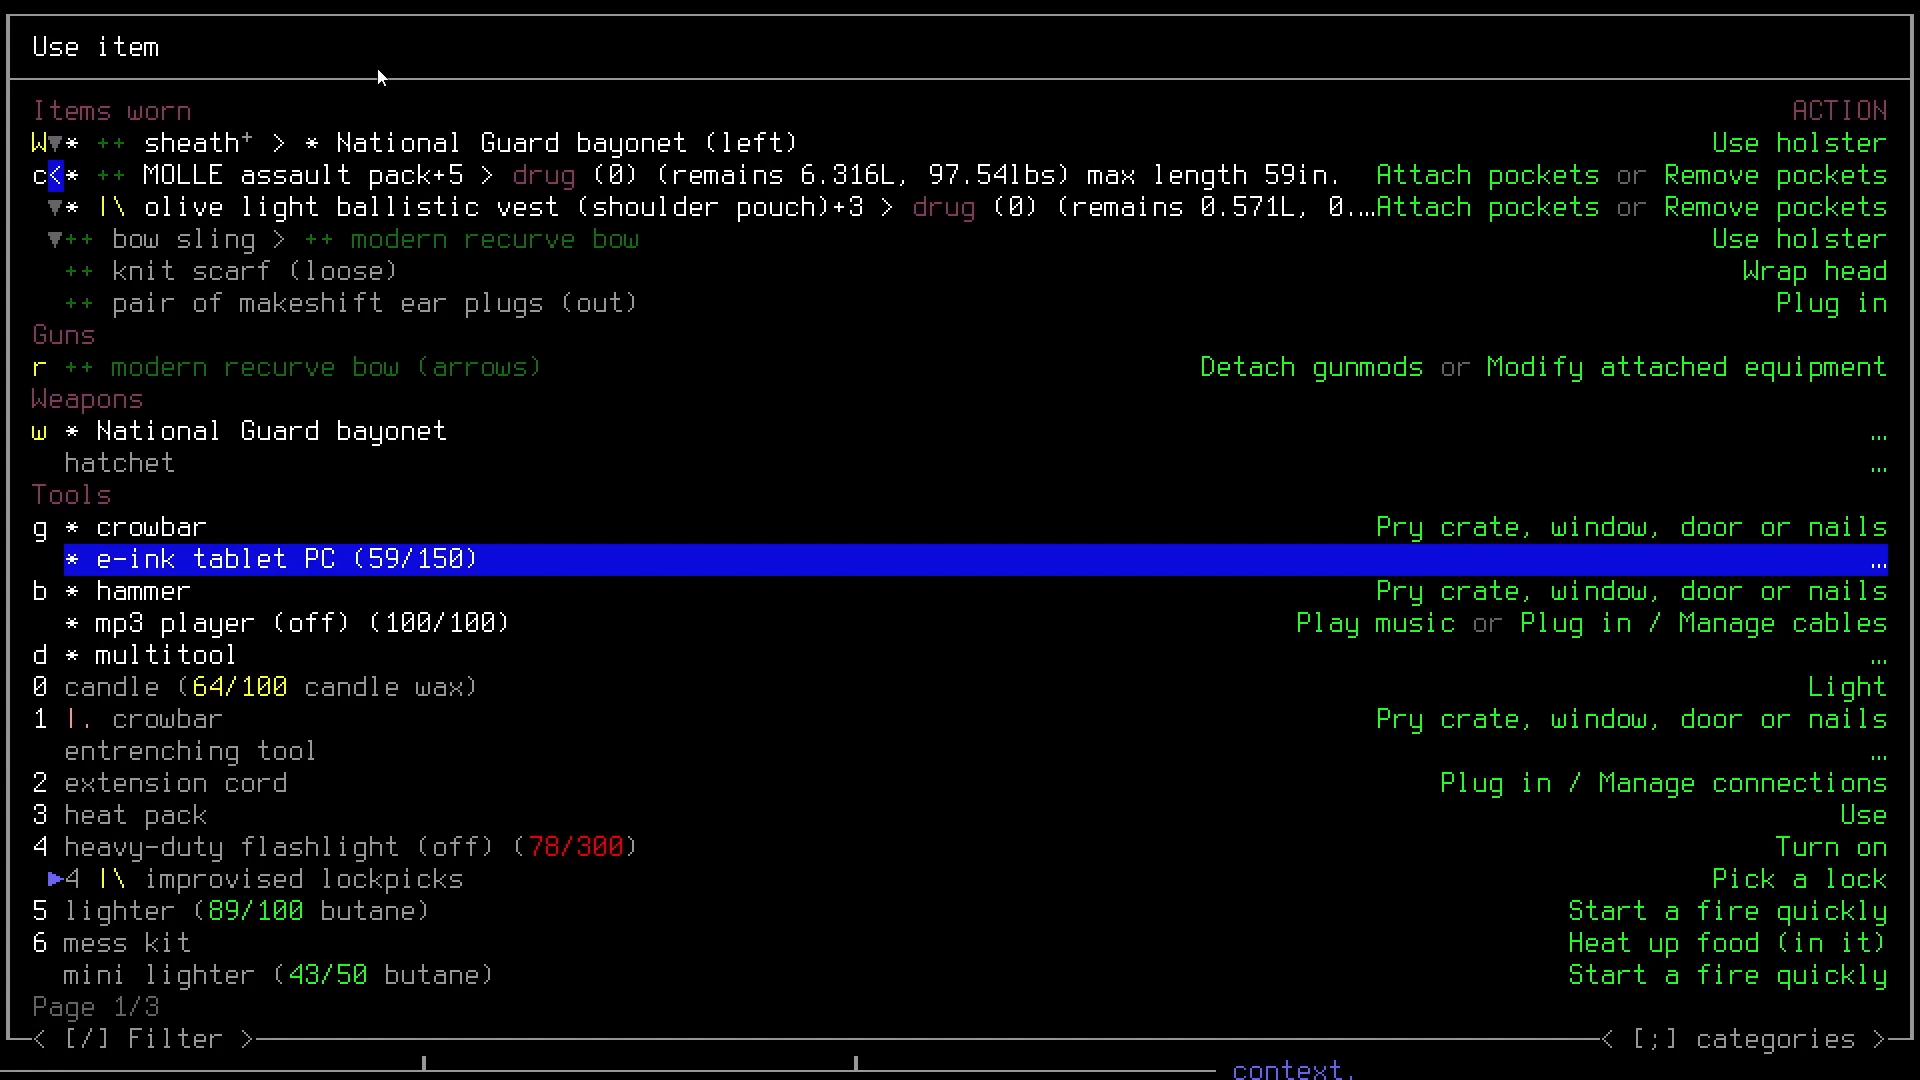 Use item
Items worn ACTION
W▼* ++ sheath⁺ > * National Guard bayonet (left) Use holster
c<* ++ MOLLE assault pack+5 > drug (0) (remains 6.316L, 97.54lbs) max length 59in. Attach pockets or Remove pockets
▼* |\ olive light ballistic vest (shoulder pouch)+3 > drug (0) (remains 0.571L, 0.…Attach pockets or Remove pockets
▼++ bow sling > ++ modern recurve bow Use holster
++ knit scarf (loose) Wrap head
++ pair of makeshift ear plugs (out) Plug in
Guns
r ++ modern recurve bow (arrows) Detach gunmods or Modify attached equipment
Weapons
w * National Guard bayonet …
hatchet …
Tools
g * crowbar Pry crate, window, door or nails
* e-ink tablet PC (59/150) …
b * hammer Pry crate, window, door or nails
* mp3 player (off) (100/100) Play music or Plug in / Manage cables
d * multitool …
0 candle (64/100 candle wax) Light
1 |. crowbar Pry crate, window, door or nails
entrenching tool …
2 extension cord Plug in / Manage connections
3 heat pack Use
4 heavy-duty flashlight (off) (78/300) Turn on
▶4 |\ improvised lockpicks Pick a lock
5 lighter (89/100 butane) Start a fire quickly
6 mess kit Heat up food (in it)
mini lighter (43/50 butane) Start a fire quickly
Page 1/3
< [/] Filter > < [;] categories >
context.